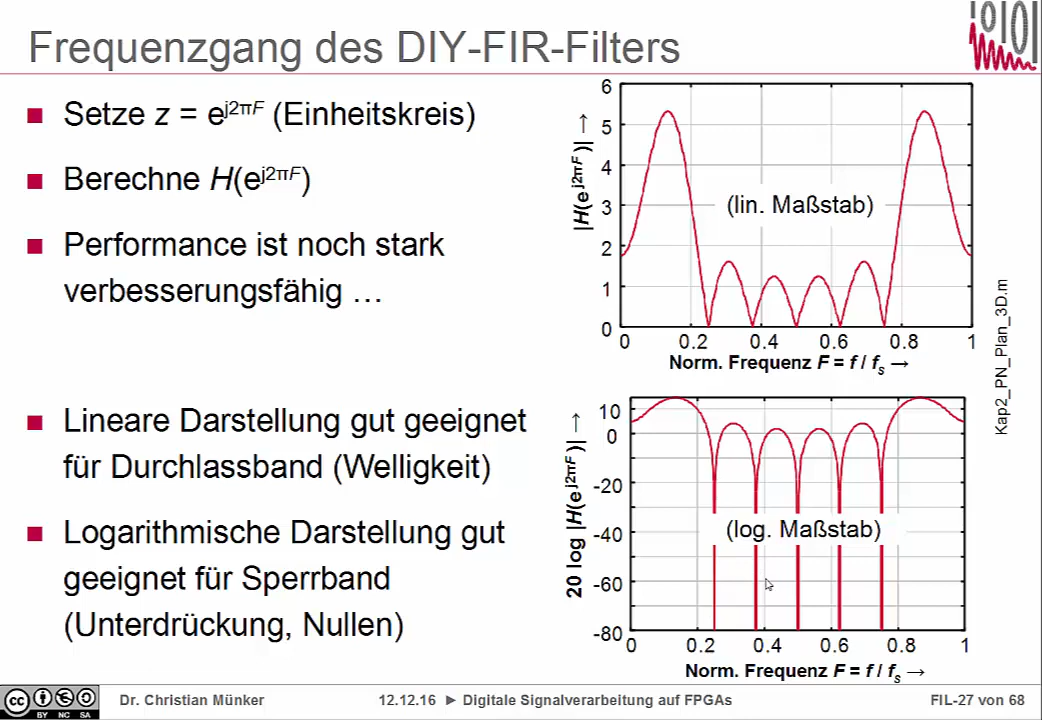 Frequenzgang des DIY-FIR-Filters
Setze z = e^j2πF (Einheitskreis)
Berechne H(e^j2πF)
Performance ist noch stark
verbesserungsfähig …
Lineare Darstellung gut geeignet
für Durchlassband (Welligkeit)
Logarithmische Darstellung gut
geeignet für Sperrband
(Unterdrückung, Nullen)
|H(e^j2πF)| →
6
5
4
3
2
1
0
(lin. Maßstab)
0 0.2 0.4 0.6 0.8 1
Norm. Frequenz F = f / f_s →
20 log |H(e^j2πF)| →
10
0
-20
-40
-60
-80
(log. Maßstab)
0 0.2 0.4 0.6 0.8 1
Norm. Frequenz F = f / f_s →
Kap2_PN_Plan_3D.m
cc BY NC SA
Dr. Christian Münker 12.12.16 ► Digitale Signalverarbeitung auf FPGAs FIL-27 von 68